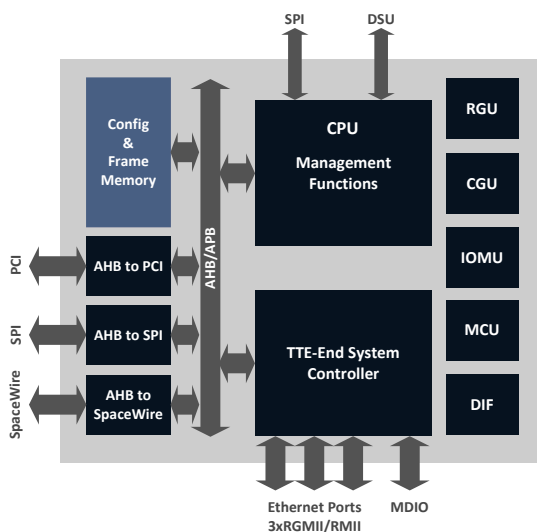 SPI
DSU
Config
&
Frame
Memory
CPU
Management
Functions
RGU
CGU
IOMU
MCU
DIF
AHB/APB
PCI
AHB to PCI
SPI
AHB to SPI
SpaceWire
AHB to
SpaceWire
TTE-End System
Controller
Ethernet Ports
3xRGMII/RMII
MDIO